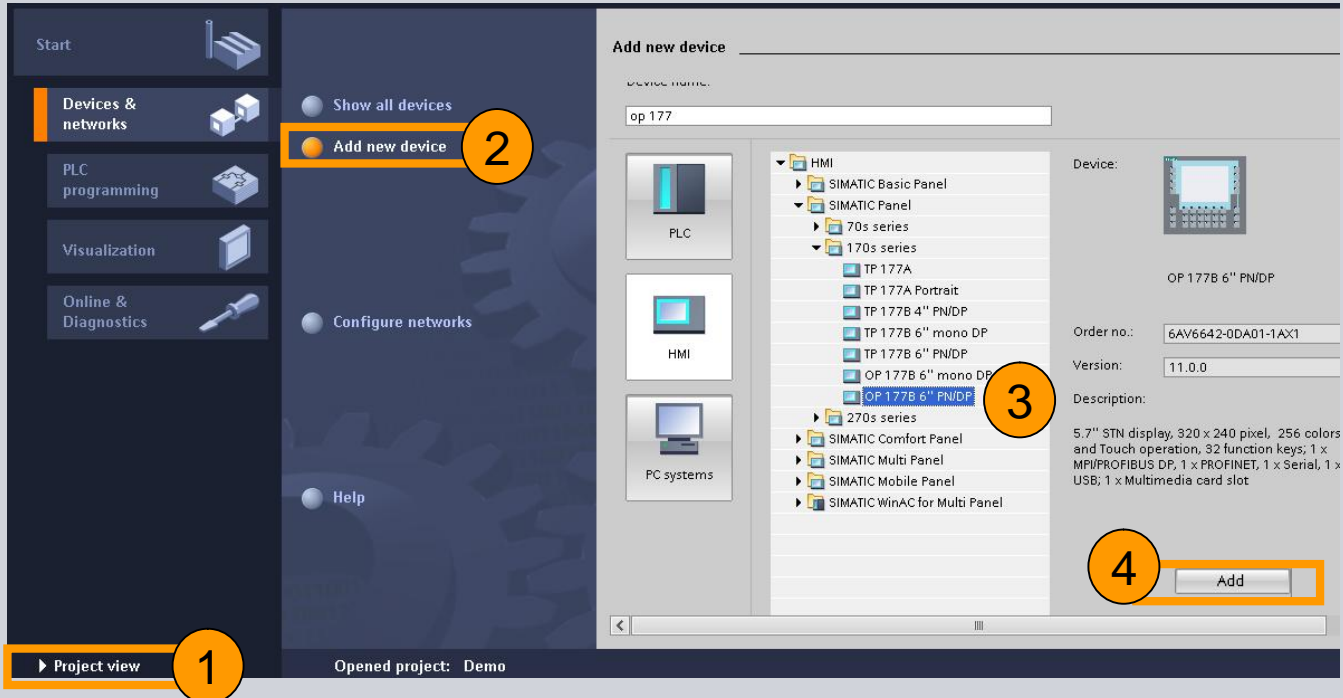 Start
Devices &
networks
PLC
programming
Visualization
Online &
Diagnostics
Project view
1
Show all devices
Add new device
2
Configure networks
Help
Opened project: Demo
Add new device
Device name:
op 177
PLC
HMI
PC systems
HMI
SIMATIC Basic Panel
SIMATIC Panel
70s series
170s series
TP 177A
TP 177A Portrait
TP 177B 4'' PN/DP
TP 177B 6'' mono DP
TP 177B 6'' PN/DP
OP 177B 6'' mono DP
OP 177B 6'' PN/DP
3
270s series
SIMATIC Comfort Panel
SIMATIC Multi Panel
SIMATIC Mobile Panel
SIMATIC WinAC for Multi Panel
Device:
OP 177B 6'' PN/DP
Order no.: 6AV6642-0DA01-1AX1
Version: 11.0.0
Description:
5.7'' STN display, 320 x 240 pixel, 256 colors
and Touch operation, 32 function keys; 1 x
MPI/PROFIBUS DP, 1 x PROFINET, 1 x Serial, 1 x
USB; 1 x Multimedia card slot
4
Add